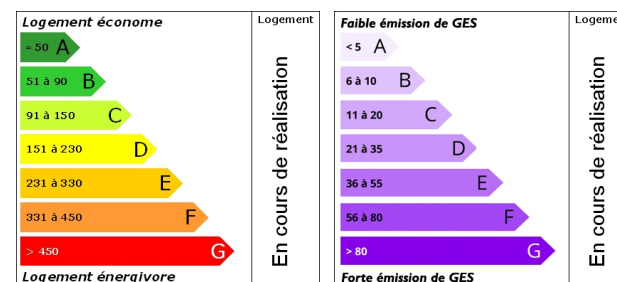 Logement économe
Logement
≈ 50 A
51 à 90 B
91 à 150 C
151 à 230 D
231 à 330 E
331 à 450 F
> 450 G
Logement énergivore
En cours de réalisation
Faible émission de GES
Logeme
< 5 A
6 à 10 B
11 à 20 C
21 à 35 D
36 à 55 E
56 à 80 F
> 80 G
Forte émission de GES
En cours de réalisation